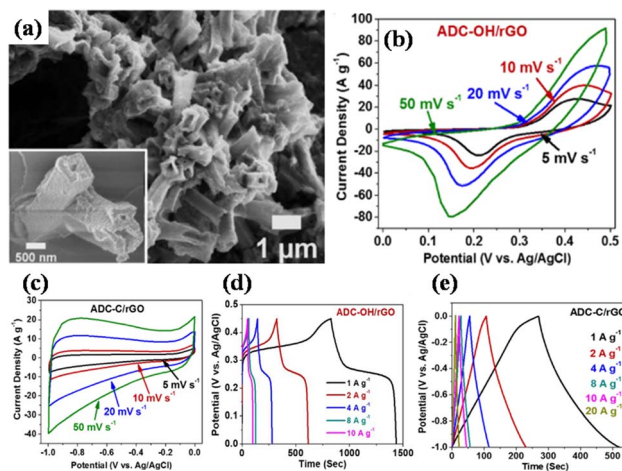 (a)
500 nm
1 µm
(b)
ADC-OH/rGO
50 mV s⁻¹
20 mV s⁻¹
10 mV s⁻¹
5 mV s⁻¹
Current Density (A g⁻¹)
100
80
60
40
20
0
-20
-40
-60
-80
0.0 0.1 0.2 0.3 0.4 0.5
Potential (V vs. Ag/AgCl)
(c)
ADC-C/rGO
Current Density (A g⁻¹)
40
30
20
10
0
-10
-20
-30
-40
5 mV s⁻¹
10 mV s⁻¹
20 mV s⁻¹
50 mV s⁻¹
-1.0 -0.8 -0.6 -0.4 -0.2 0.0
Potential (V vs. Ag/AgCl)
(d)
ADC-OH/rGO
Potential (V vs. Ag/AgCl)
0.5
0.4
0.3
0.2
0.1
0.0
1 A g⁻¹
2 A g⁻¹
4 A g⁻¹
8 A g⁻¹
10 A g⁻¹
0 300 600 900 1200 1500
Time (Sec)
(e)
ADC-C/rGO
Potential (V vs. Ag/AgCl)
0.2
0.0
-0.2
-0.4
-0.6
-0.8
-1.0
1 A g⁻¹
2 A g⁻¹
4 A g⁻¹
8 A g⁻¹
10 A g⁻¹
20 A g⁻¹
0 100 200 300 400 500
Time (Sec)